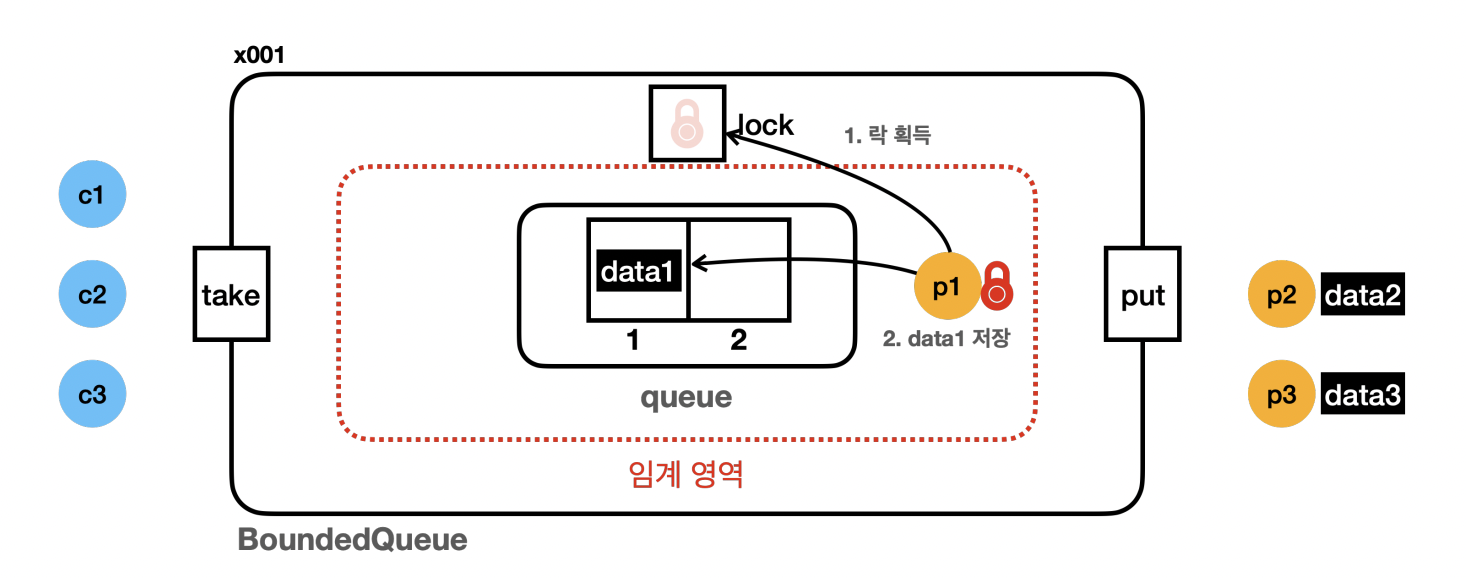 x001
lock
1. 락 획득
c1
c2
c3
take
data1
1
2
queue
p1
2. data1 저장
put
p2
data2
p3
data3
임계 영역
BoundedQueue